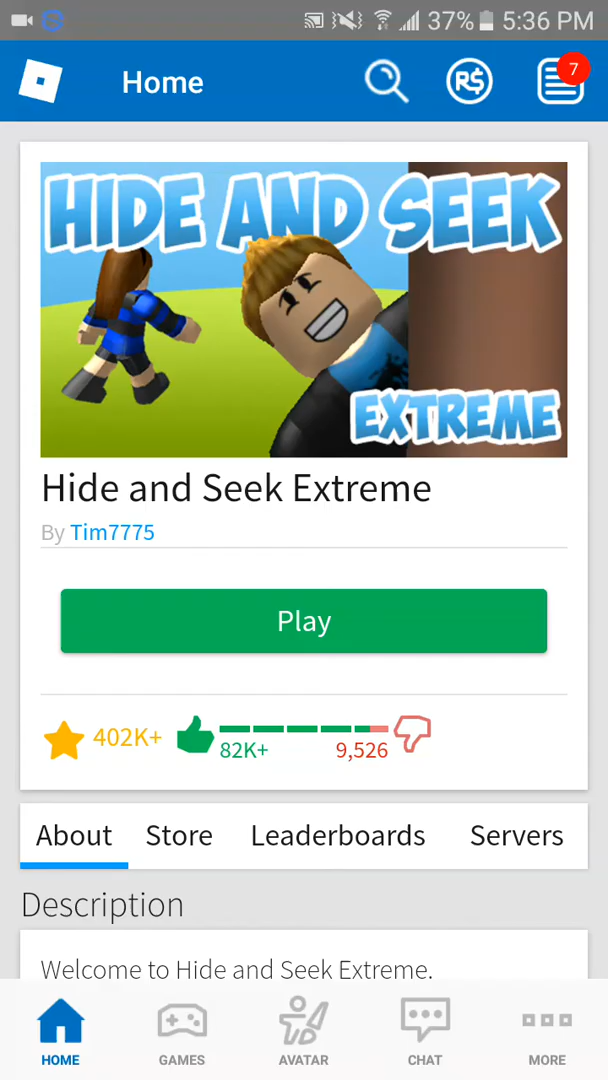 37% 5:36 PM
Home R$ 7
HIDE AND SEEK
EXTREME
Hide and Seek Extreme
By Tim7775
Play
402K+
82K+ 9,526
About Store Leaderboards Servers
Description
Welcome to Hide and Seek Extreme.
HOME GAMES AVATAR CHAT MORE